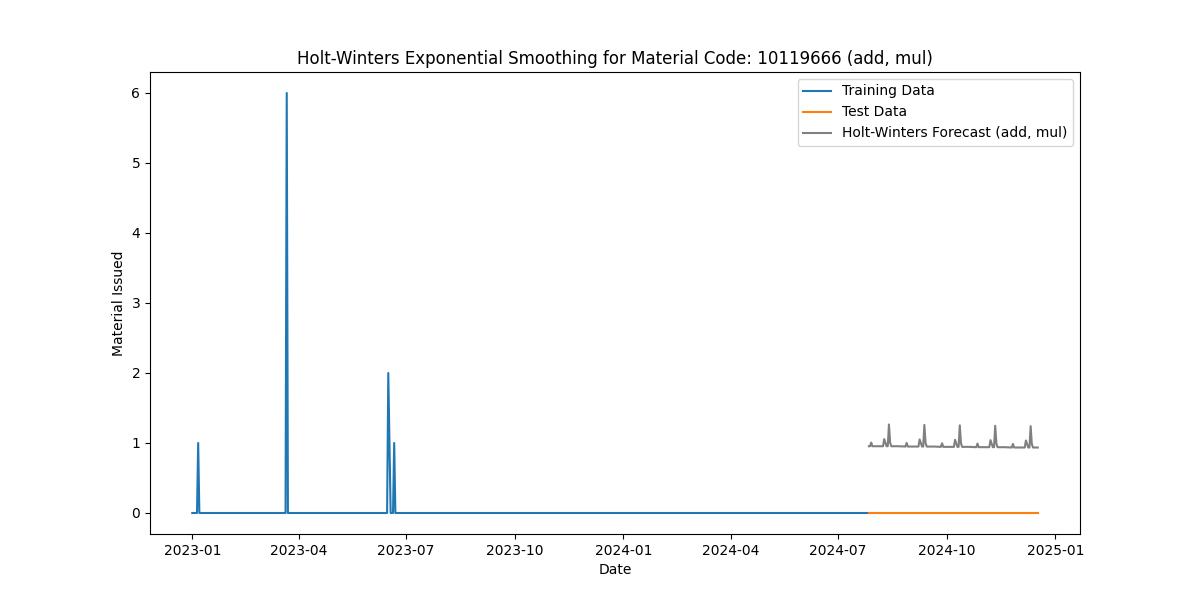 Holt-Winters Exponential Smoothing for Material Code: 10119666 (add, mul)
Training Data
Test Data
Holt-Winters Forecast (add, mul)
6
5
4
3
2
1
0
Material Issued
2023-01
2023-04
2023-07
2023-10
2024-01
2024-04
2024-07
2024-10
2025-01
Date